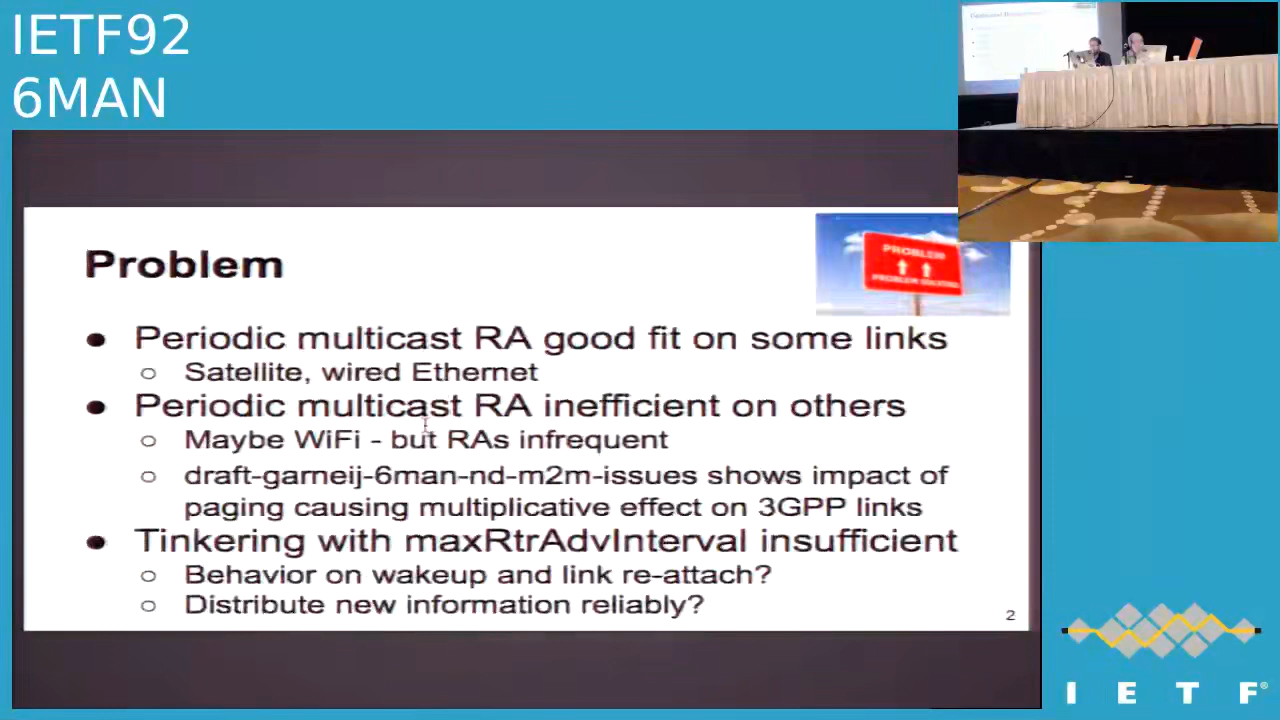 IETF92
6MAN
Problem
PROBLEM
PROBLEM SOLVING
● Periodic multicast RA good fit on some links
○ Satellite, wired Ethernet
● Periodic multicast RA inefficient on others
○ Maybe WiFi - but RAs infrequent
○ draft-garneij-6man-nd-m2m-issues shows impact of
paging causing multiplicative effect on 3GPP links
● Tinkering with maxRtrAdvInterval insufficient
○ Behavior on wakeup and link re-attach?
○ Distribute new information reliably?
2
I E T F®